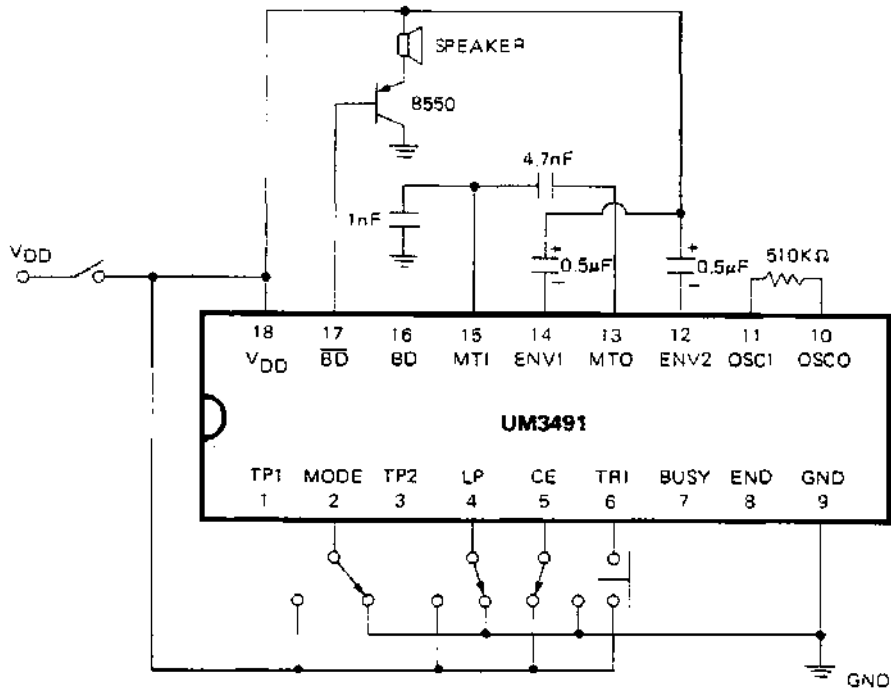 SPEAKER
8550
4.7nF
1nF
VDD
+
0.5µF
−
+
0.5µF
−
510KΩ
18 17 16 15 14 13 12 11 10
VDD BD BD MTI ENV1 MTO ENV2 OSCI OSCO
UM3491
TP1 MODE TP2 LP CE TRI BUSY END GND
1 2 3 4 5 6 7 8 9
GND